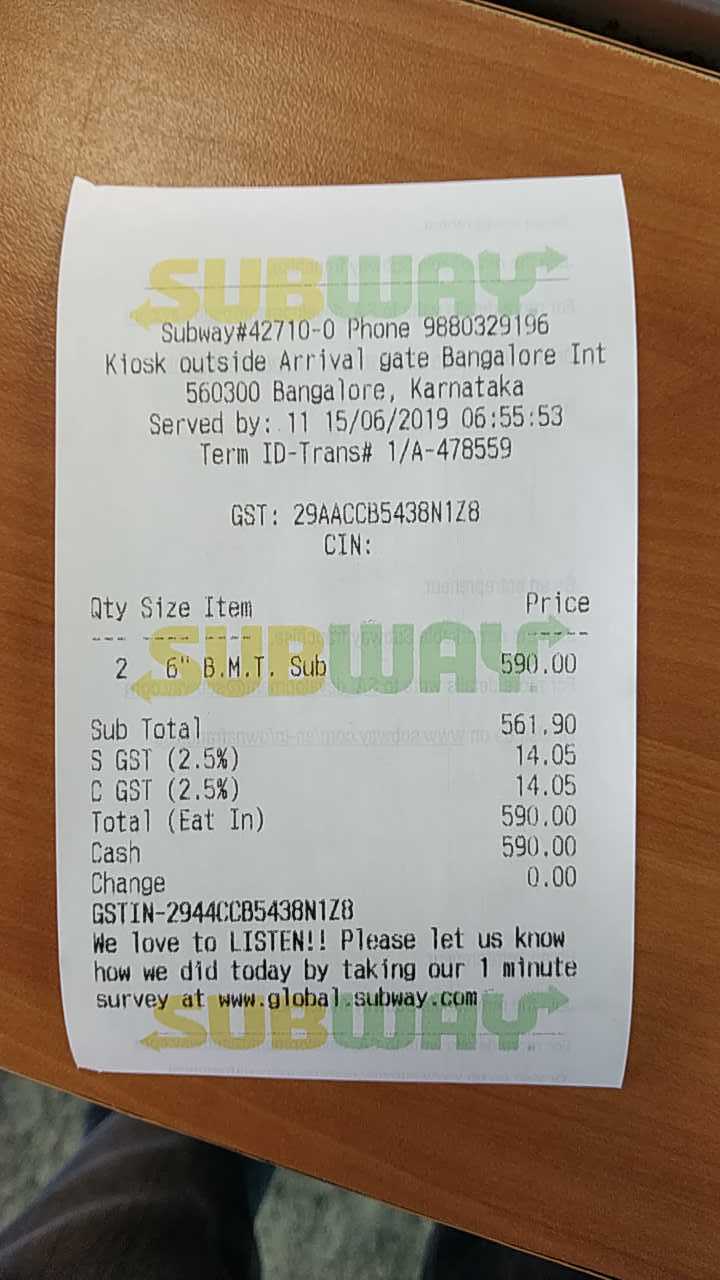 SUBWAY
Subway#42710-0 Phone 9880329196
Kiosk outside Arrival gate Bangalore Int
560300 Bangalore, Karnataka
Served by: 11 15/06/2019 06:55:53
Term ID-Trans# 1/A-478559
GST: 29AACCB5438N1Z8
CIN:
Qty Size Item Price
--- ---- ---- -----
SUBWAY
2 6" B.M.T. Sub 590.00
Sub Total 561.90
S GST (2.5%) 14.05
C GST (2.5%) 14.05
Total (Eat In) 590.00
Cash 590.00
Change 0.00
GSTIN-2944CCB5438N1Z8
We love to LISTEN!! Please let us know
how we did today by taking our 1 minute
survey at www.global.subway.com
SUBWAY